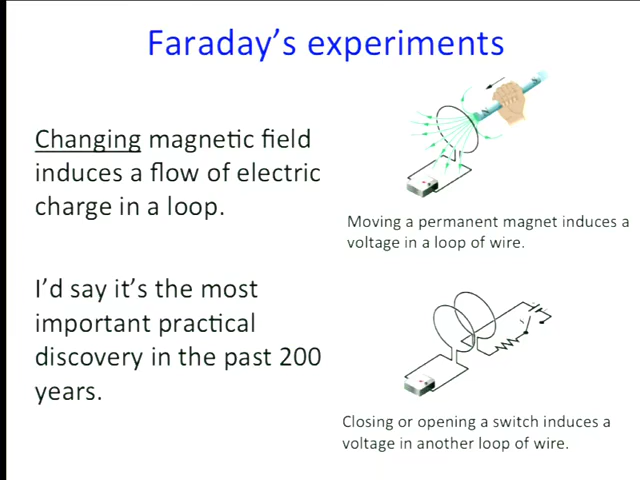 Faraday's experiments
Changing magnetic field
induces a flow of electric
charge in a loop.
I'd say it's the most
important practical
discovery in the past 200
years.
Moving a permanent magnet induces a
voltage in a loop of wire.
Closing or opening a switch induces a
voltage in another loop of wire.